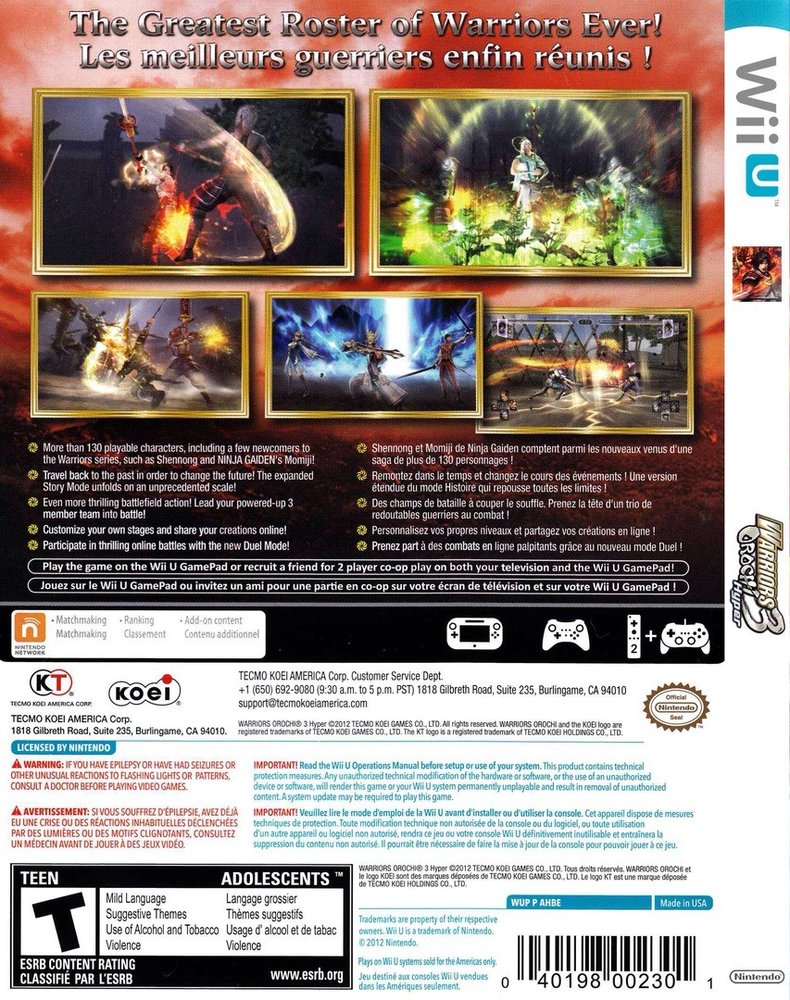 The Greatest Roster of Warriors Ever!
Les meilleurs guerriers enfin réunis !
More than 130 playable characters, including a few newcomers to
the Warriors series, such as Shennong and NINJA GAIDEN's Momiji!
Travel back to the past in order to change the future! The expanded
Story Mode unfolds on an unprecedented scale!
Even more thrilling battlefield action! Lead your powered-up 3
member team into battle!
Customize your own stages and share your creations online!
Participate in thrilling online battles with the new Duel Mode!
Shennong et Momiji de Ninja Gaiden comptent parmi les nouveaux venus d'une
saga de plus de 130 personnages !
Remontez dans le temps et changez le cours des événements ! Une version
étendue du mode Histoire qui repousse toutes les limites !
Des champs de bataille à couper le souffle. Prenez la tête d'un trio de
redoutables guerriers au combat !
Personnalisez vos propres niveaux et partagez vos créations en ligne !
Prenez part à des combats en ligne palpitants grâce au nouveau mode Duel !
Play the game on the Wii U GamePad or recruit a friend for 2 player co-op play on both your television and the Wii U GamePad!
Jouez sur le Wii U GamePad ou invitez un ami pour une partie en co-op sur votre écran de télévision et sur votre Wii U GamePad !
NINTENDO
NETWORK
• Matchmaking
Matchmaking
• Ranking
Classement
• Add-on content
Contenu additionnel
2
+
KT
TECMO KOEI AMERICA CORP.
KOEI
TECMO KOEI AMERICA Corp.
1818 Gilbreth Road, Suite 235, Burlingame, CA 94010.
TECMO KOEI AMERICA Corp. Customer Service Dept.
+1 (650) 692-9080 (9:30 a.m. to 5 p.m. PST) 1818 Gilbreth Road, Suite 235, Burlingame, CA 94010
support@tecmokoeiamerica.com
WARRIORS OROCHI® 3 Hyper ©2012 TECMO KOEI GAMES CO., LTD. All rights reserved. WARRIORS OROCHI and the KOEI logo are
registered trademarks of TECMO KOEI GAMES CO., LTD. The KT logo is a registered trademark of TECMO KOEI HOLDINGS CO., LTD.
Official
Nintendo
Seal
LICENSED BY NINTENDO
WARNING: IF YOU HAVE EPILEPSY OR HAVE HAD SEIZURES OR
OTHER UNUSUAL REACTIONS TO FLASHING LIGHTS OR PATTERNS,
CONSULT A DOCTOR BEFORE PLAYING VIDEO GAMES.
AVERTISSEMENT: SI VOUS SOUFFREZ D'ÉPILEPSIE, AVEZ DÉJÀ
EU UNE CRISE OU DES RÉACTIONS INHABITUELLES DÉCLENCHÉES
PAR DES LUMIÈRES OU DES MOTIFS CLIGNOTANTS, CONSULTEZ
UN MÉDECIN AVANT DE JOUER À DES JEUX VIDÉO.
IMPORTANT! Read the Wii U Operations Manual before setup or use of your system. This product contains technical
protection measures. Any unauthorized technical modification of the hardware or software, or the use of an unauthorized
device or software, will render this game or your Wii U system permanently unplayable and result in removal of unauthorized
content. A system update may be required to play this game.
IMPORTANT! Veuillez lire le mode d'emploi de la Wii U avant d'installer ou d'utiliser la console. Cet appareil dispose de mesures
techniques de protection. Toute modification technique non autorisée de la console ou du logiciel, ou toute utilisation
d'un autre appareil ou logiciel non autorisé, rendra ce jeu ou votre console Wii U définitivement inutilisable et entraînera la
suppression du contenu non autorisé. Il pourrait être nécessaire de faire la mise à jour de la console pour pouvoir jouer à ce jeu.
WARRIORS OROCHI® 3 Hyper ©2012 TECMO KOEI GAMES CO., LTD. Tous droits réservés. WARRIORS OROCHI et
le logo KOEI sont des marques déposées de TECMO KOEI GAMES CO., LTD. Le logo KT est une marque déposée
de TECMO KOEI HOLDINGS CO., LTD.
TEEN
ADOLESCENTS ™
T
Mild Language
Suggestive Themes
Use of Alcohol and Tobacco
Violence
Langage grossier
Thèmes suggestifs
Usage d' alcool et de tabac
Violence
ESRB CONTENT RATING
CLASSIFIÉ PAR L'ESRB
www.esrb.org
Trademarks are property of their respective
owners. Wii U is a trademark of Nintendo.
© 2012 Nintendo.
Plays on Wii U systems sold for the Americas only.
Jeu destiné aux consoles Wii U vendues
dans les Amériques seulement.
WUP P AHBE
Made in USA
0 40198 00230 1
Wii U ™
WARRIORS
OROCHI 3
Hyper
Nintendo